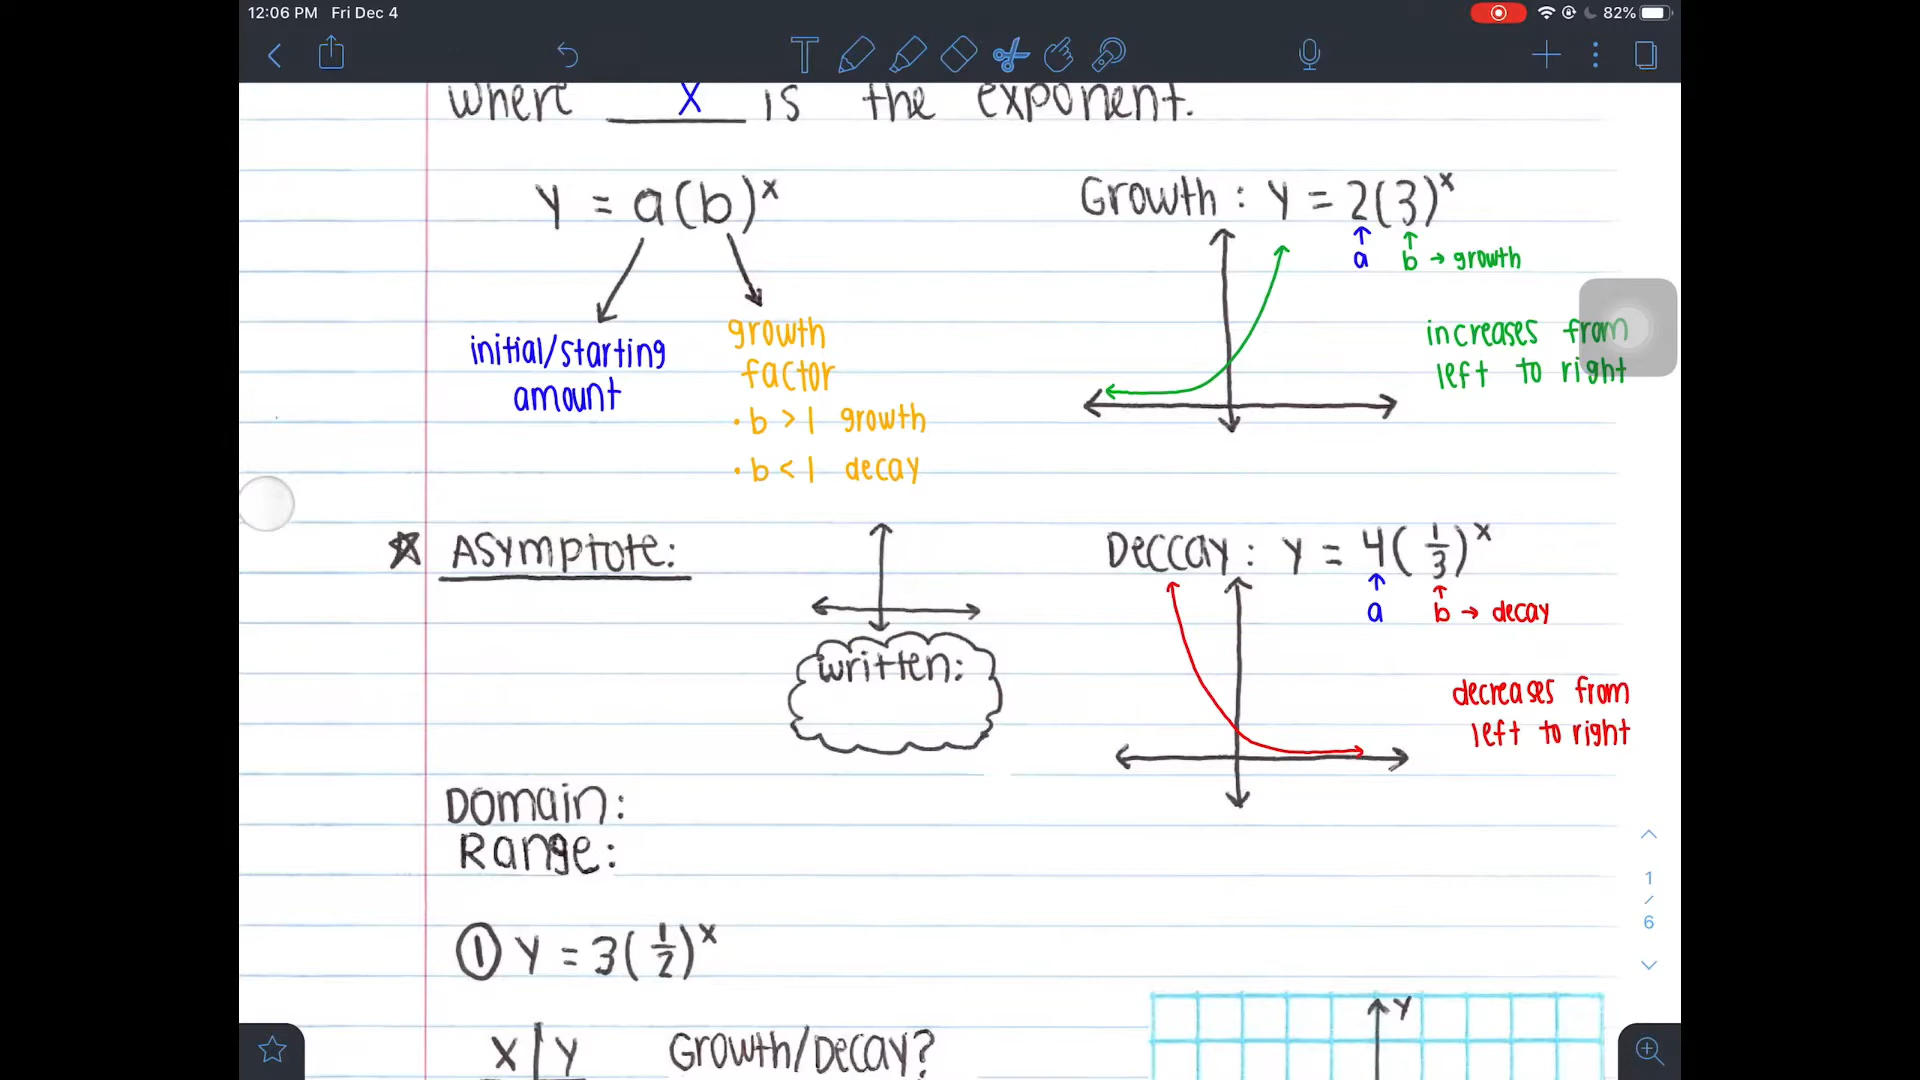 12:06 PM Fri Dec 4
82%
where x is the exponent.
y = a(b)^x
initial/starting
amount
growth
factor
• b > 1 growth
• b < 1 decay
Growth: y = 2(3)^x
a b → growth
increases from
left to right
☆ Asymptote:
written:
Deccay: y = 4(1/3)^x
a b → decay
decreases from
left to right
Domain:
Range:
① y = 3(1/2)^x
x | y Growth/Decay?
y
1
/
6